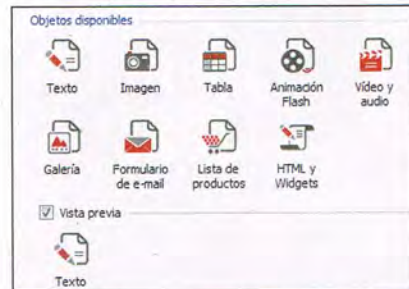 Objetos disponibles
Texto
Imagen
Tabla
Animación
Flash
Vídeo y
audio
Galería
Formulario
de e-mail
Lista de
productos
HTML y
Widgets
Vista previa
Texto